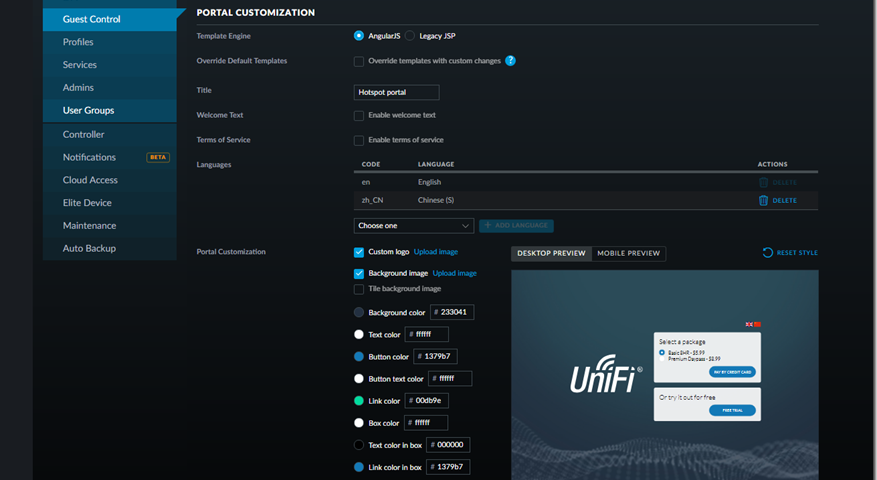 Guest Control
Profiles
Services
Admins
User Groups
Controller
Notifications BETA
Cloud Access
Elite Device
Maintenance
Auto Backup
PORTAL CUSTOMIZATION
Template Engine AngularJS Legacy JSP
Override Default Templates Override templates with custom changes ?
Title Hotspot portal
Welcome Text Enable welcome text
Terms of Service Enable terms of service
Languages CODE LANGUAGE ACTIONS
en English DELETE
zh_CN Chinese (S) DELETE
Choose one + ADD LANGUAGE
Portal Customization Custom logo Upload image DESKTOP PREVIEW MOBILE PREVIEW RESET STYLE
Background image Upload image
Tile background image
Background color # 233041
Text color # ffffff
Button color # 1379b7
Button text color # ffffff
Link color # 00db9e
Box color # ffffff
Text color in box # 000000
Link color in box # 1379b7
UniFi®
Select a package
Basic 8HR - $5.99
Premium Daypass - $8.99
PAY BY CREDIT CARD
Or try it out for free
FREE TRIAL